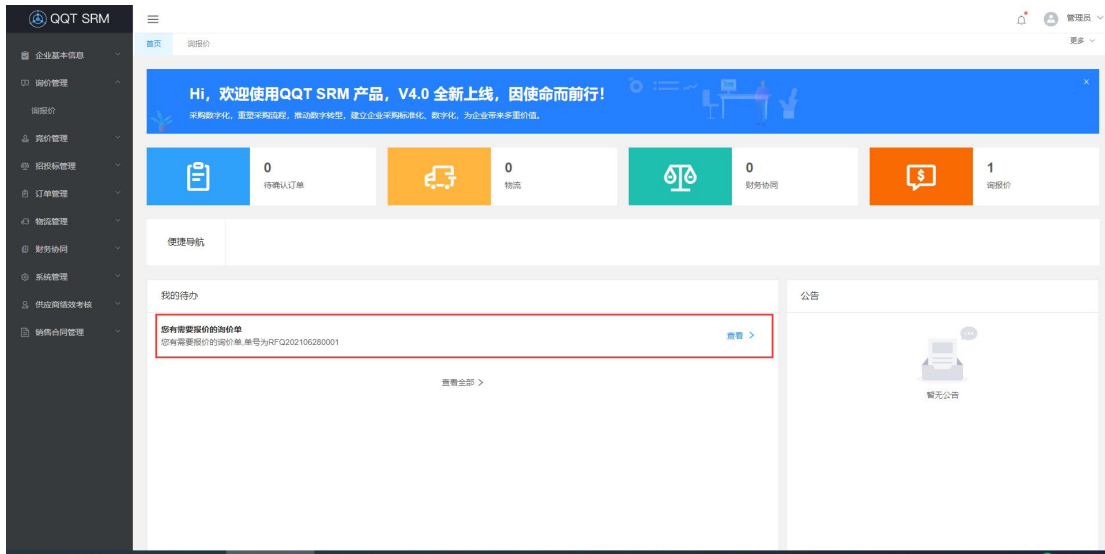 QQT SRM
管理员
首页 询报价 更多
企业基本信息
询价管理
询报价
竞价管理
招投标管理
订单管理
物流管理
财务协同
系统管理
供应商绩效考核
销售合同管理
Hi，欢迎使用QQT SRM 产品，V4.0 全新上线，因使命而前行！
采购数字化，重塑采购流程，推动数字转型，建立企业采购标准化、数字化，为企业带来多重价值。
0
待确认订单
0
物流
0
财务协同
1
询报价
便捷导航
我的待办
您有需要报价的询价单
您有需要报价的询价单,单号为RFQ202106280001
查看 >
查看全部 >
公告
暂无公告